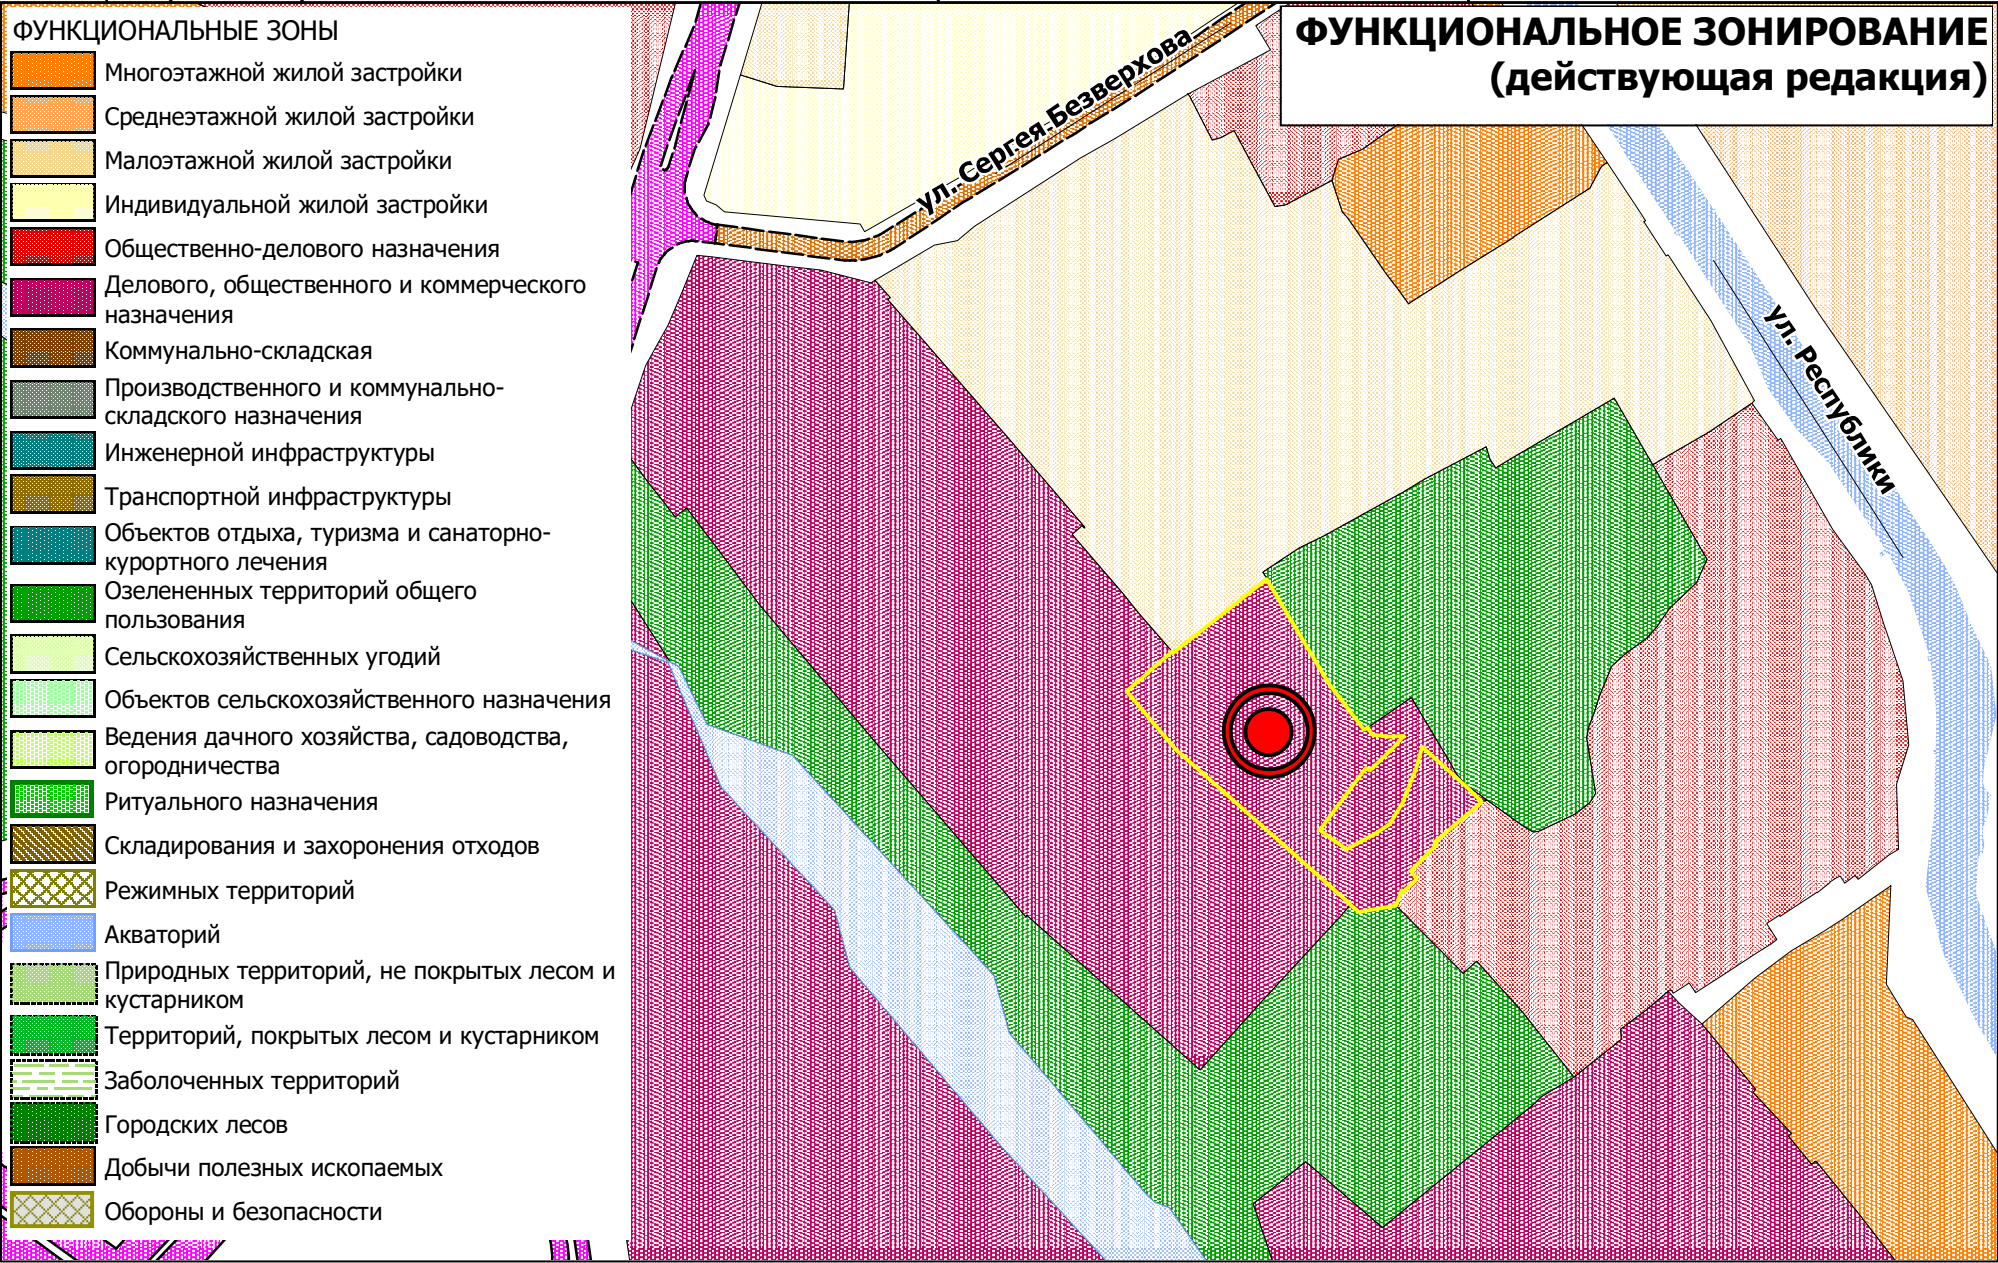 ФУНКЦИОНАЛЬНЫЕ ЗОНЫ
Многоэтажной жилой застройки
Среднеэтажной жилой застройки
Малоэтажной жилой застройки
Индивидуальной жилой застройки
Общественно-делового назначения
Делового, общественного и коммерческого
назначения
Коммунально-складская
Производственного и коммунально-
складского назначения
Инженерной инфраструктуры
Транспортной инфраструктуры
Объектов отдыха, туризма и санаторно-
курортного лечения
Озелененных территорий общего
пользования
Сельскохозяйственных угодий
Объектов сельскохозяйственного назначения
Ведения дачного хозяйства, садоводства,
огородничества
Ритуального назначения
Складирования и захоронения отходов
Режимных территорий
Акваторий
Природных территорий, не покрытых лесом и
кустарником
Территорий, покрытых лесом и кустарником
Заболоченных территорий
Городских лесов
Добычи полезных ископаемых
Обороны и безопасности
ФУНКЦИОНАЛЬНОЕ ЗОНИРОВАНИЕ
(действующая редакция)
ул. Сергея Безверхова
ул. Республики